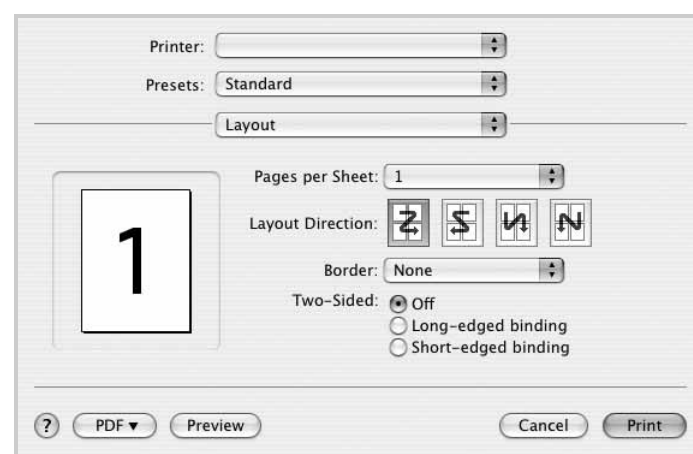 Printer:
Presets: Standard
Layout
Pages per Sheet: 1
Layout Direction:
1
Border: None
Two-Sided: Off
Long-edged binding
Short-edged binding
? PDF▼ Preview Cancel Print